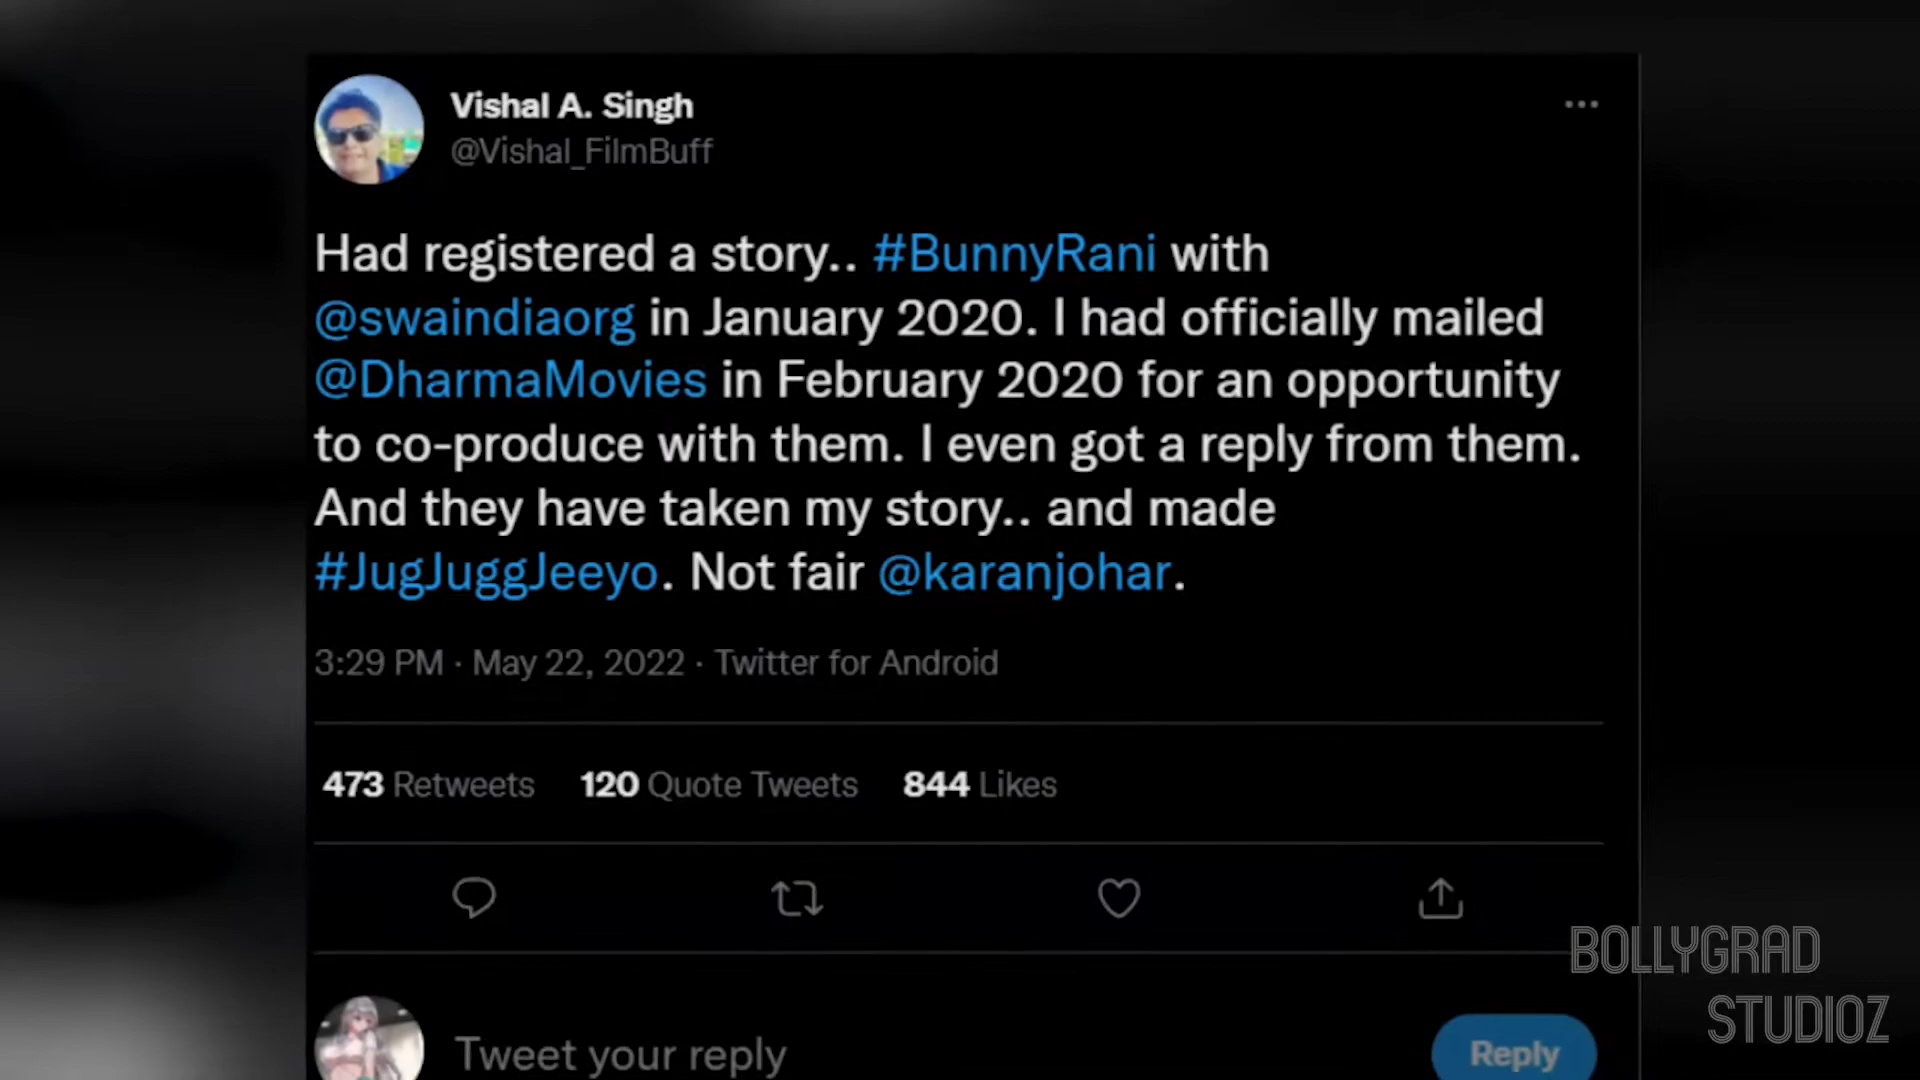 Vishal A. Singh
@Vishal_FilmBuff
Had registered a story.. #BunnyRani with
@swaindiaorg in January 2020. I had officially mailed
@DharmaMovies in February 2020 for an opportunity
to co-produce with them. I even got a reply from them.
And they have taken my story.. and made
#JugJuggJeeyo. Not fair @karanjohar.
3:29 PM · May 22, 2022 · Twitter for Android
473 Retweets 120 Quote Tweets 844 Likes
BOLLYGRAD
STUDIOZ
Tweet your reply
Reply